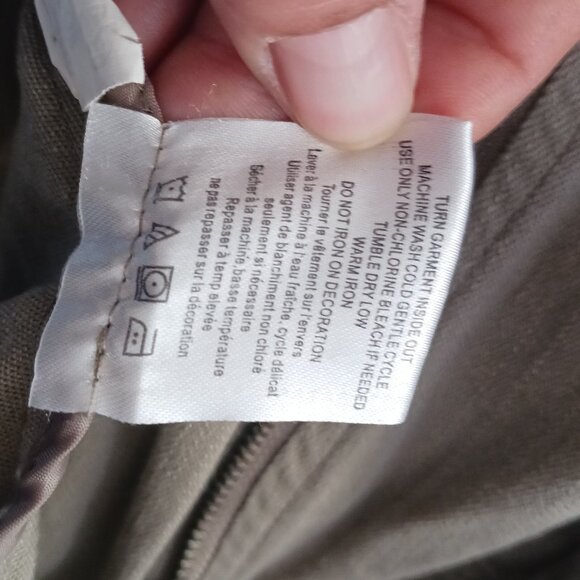 TURN GARMENT INSIDE OUT
MACHINE WASH COLD GENTLE CYCLE
USE ONLY NON-CHLORINE BLEACH IF NEEDED
TUMBLE DRY LOW
WARM IRON
DO NOT IRON ON DECORATION
Tourner le vêtement sur l'envers
Laver à la machine à l'eau fraîche, cycle délicat
Utiliser agent de blanchiment non chloré
seulement si nécessaire
Sécher à la machine, basse température
Repasser à temp elevée
ne pas repasser sur la décoration